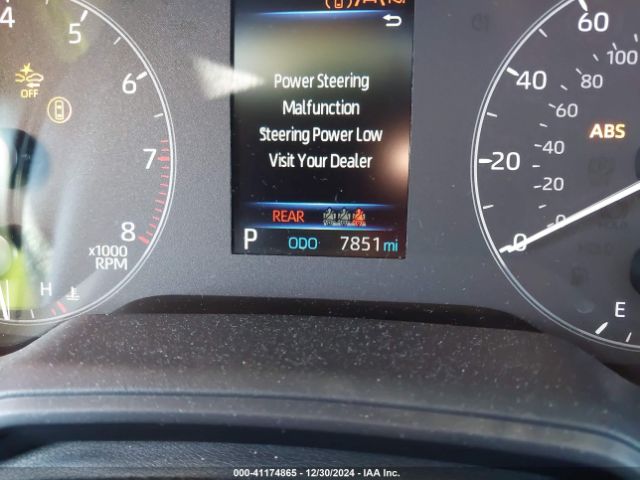 4 5 6 7 8
x1000
RPM
OFF
H
Power Steering
Malfunction
Steering Power Low
Visit Your Dealer
REAR
P ODO 7851 mi
60
40
20
0
100
80
60
40
20
0
ABS
HOLD
E
000-41174865 • 12/30/2024 • IAA Inc.